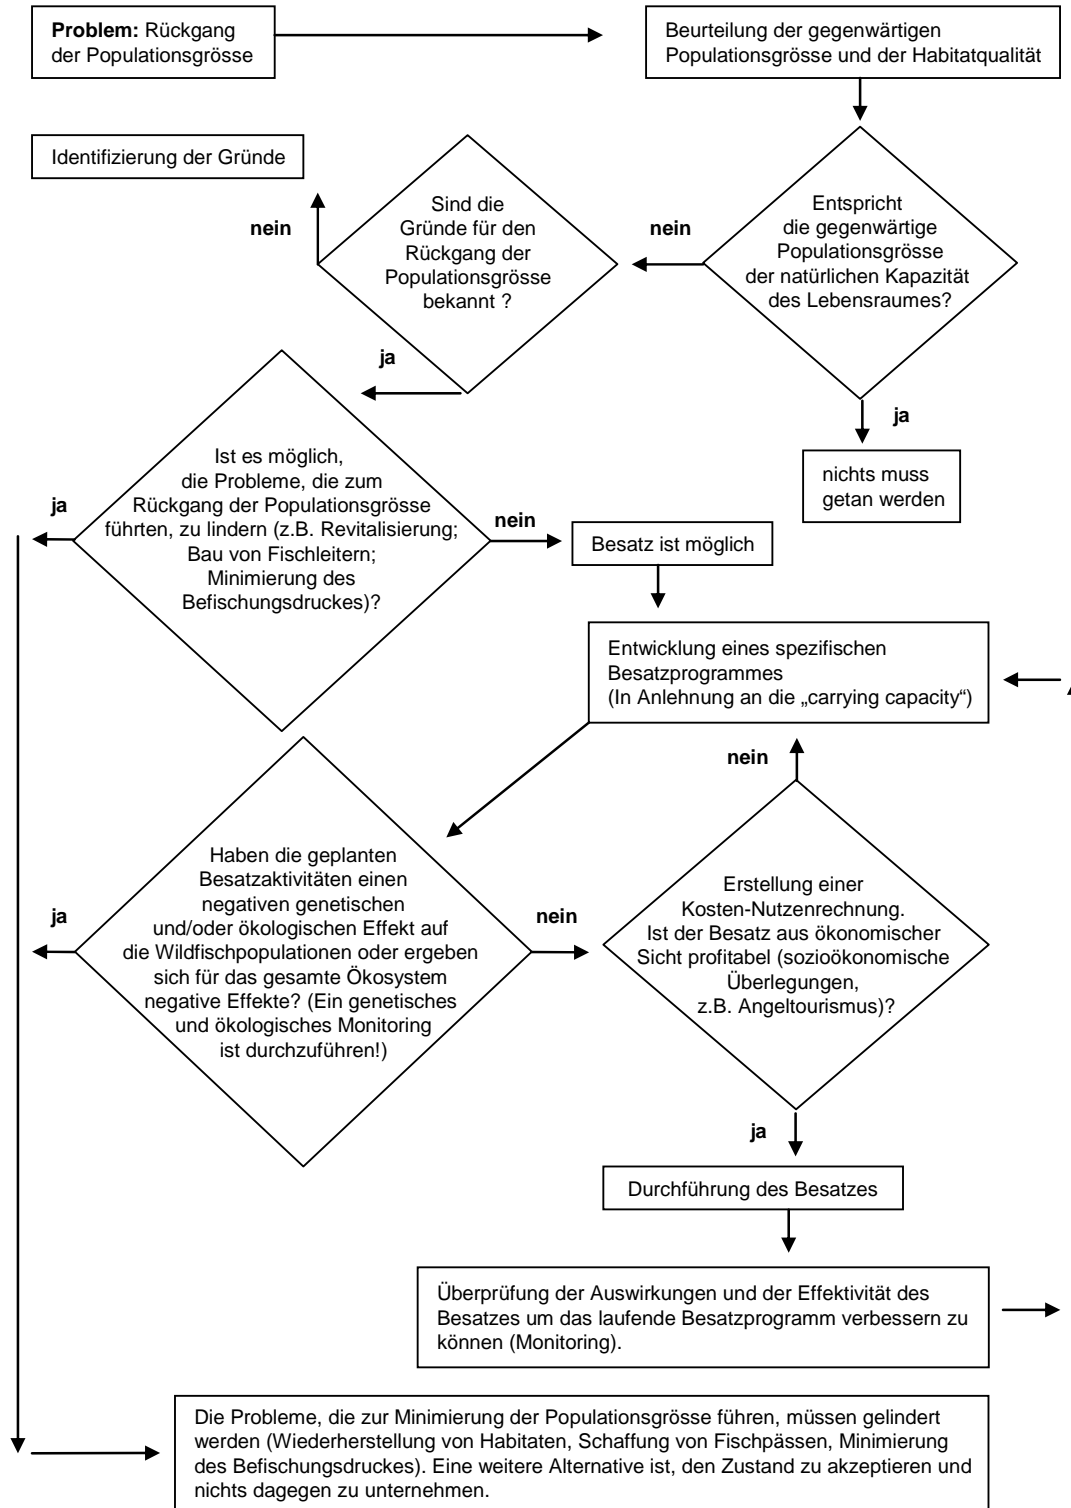 Problem: Rückgang
der Populationsgrösse
Beurteilung der gegenwärtigen
Populationsgrösse und der Habitatqualität
Identifizierung der Gründe
nein
Sind die
Gründe für den
Rückgang der
Populationsgrösse
bekannt ?
nein
Entspricht
die gegenwärtige
Populationsgrösse
der natürlichen Kapazität
des Lebensraumes?
ja
ja
nichts muss
getan werden
ja
Ist es möglich,
die Probleme, die zum
Rückgang der Populationsgrösse
führten, zu lindern (z.B. Revitalisierung;
Bau von Fischleitern;
Minimierung des
Befischungsdruckes)?
nein
Besatz ist möglich
Entwicklung eines spezifischen
Besatzprogrammes
(In Anlehnung an die „carrying capacity“)
nein
ja
Haben die geplanten
Besatzaktivitäten einen
negativen genetischen
und/oder ökologischen Effekt auf
die Wildfischpopulationen oder ergeben
sich für das gesamte Ökosystem
negative Effekte? (Ein genetisches
und ökologisches Monitoring
ist durchzuführen!)
nein
Erstellung einer
Kosten-Nutzenrechnung.
Ist der Besatz aus ökonomischer
Sicht profitabel (sozioökonomische
Überlegungen,
z.B. Angeltourismus)?
ja
Durchführung des Besatzes
Überprüfung der Auswirkungen und der Effektivität des
Besatzes um das laufende Besatzprogramm verbessern zu
können (Monitoring).
Die Probleme, die zur Minimierung der Populationsgrösse führen, müssen gelindert
werden (Wiederherstellung von Habitaten, Schaffung von Fischpässen, Minimierung
des Befischungsdruckes). Eine weitere Alternative ist, den Zustand zu akzeptieren und
nichts dagegen zu unternehmen.